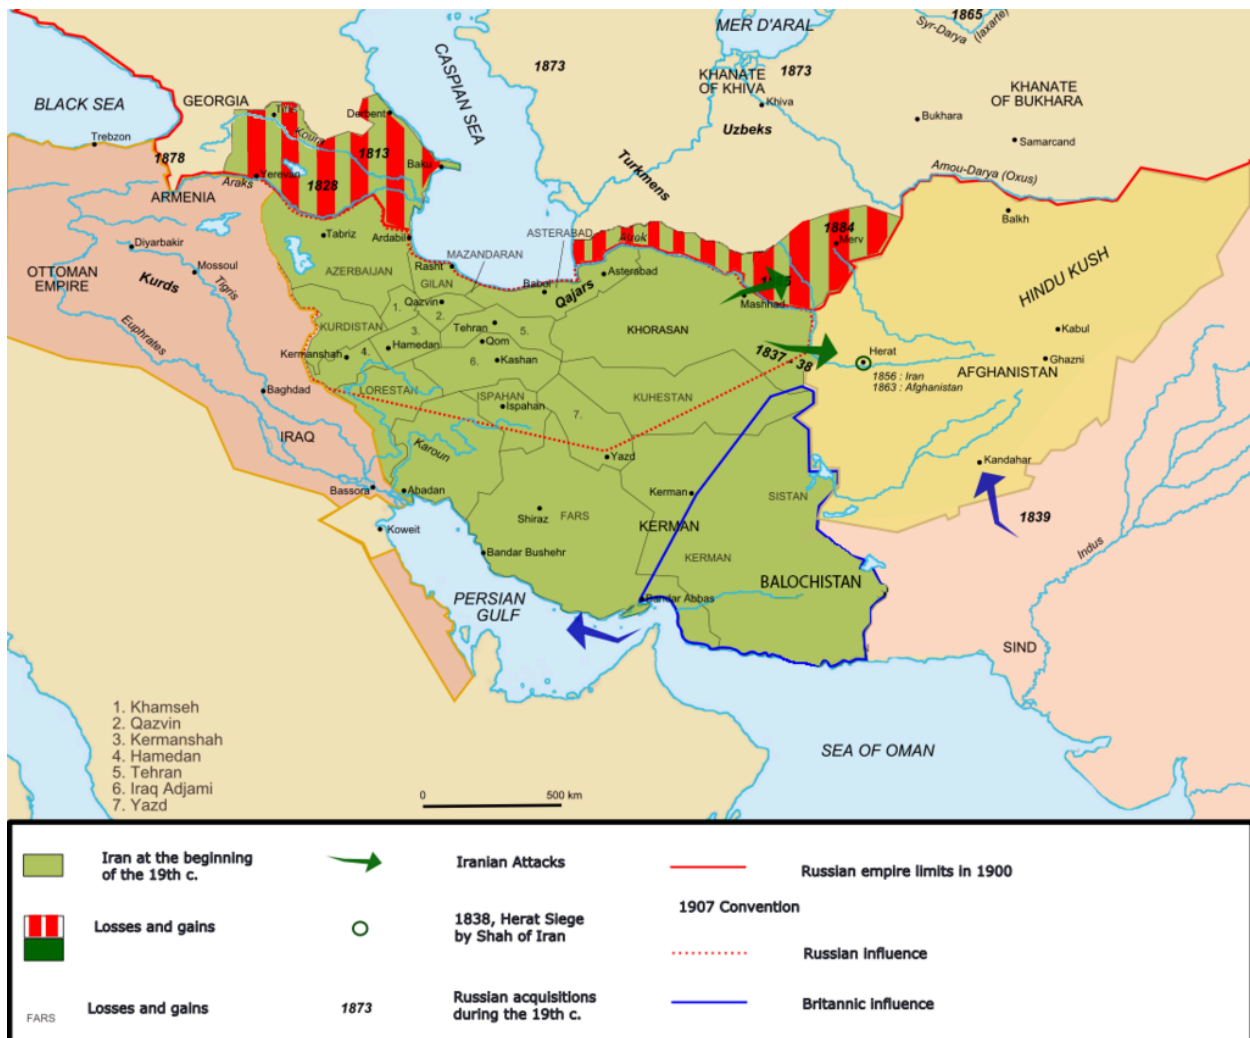 1865
Syr-Darya (Iaxarte)
MER D'ARAL
CASPIAN SEA
1873
KHANATE
OF KHIVA
1873
KHANATE
OF BUKHARA
BLACK SEA
GEORGIA
Derbent
Khiva
Bukhara
Kourа
Trebzon
1878
1813
Baku
Uzbeks
Samarcand
Turkmens
Amou-Darya (Oxus)
Araks
Yerevan
1828
ARMENIA
Balkh
Tabriz
Ardabil
ASTERABAD
1884
Merv
Diyarbakir
MAZANDARAN
HINDU KUSH
OTTOMAN
EMPIRE
Mossoul
Kurds
Tigris
AZERBAIJAN
Rasht
GILAN
Babol
Qajars
Asterabad
Mashhad
Euphrates
1.
Qazvin
2.
KURDISTAN
3.
Tehran
5.
KHORASAN
Kabul
Kermanshah
4.
Hamedan
Qom
6.
Kashan
1837 - 38
Herat
Ghazni
AFGHANISTAN
1856 : Iran
1863 : Afghanistan
Baghdad
LORESTAN
ISPAHAN
Ispahan
7.
KUHESTAN
IRAQ
Karoun
Yazd
Kandahar
Bassora
Abadan
Kerman
SISTAN
Koweit
Shiraz
FARS
KERMAN
1839
Bandar Bushehr
KERMAN
Indus
BALOCHISTAN
PERSIAN
GULF
Bandar Abbas
SIND
1. Khamseh
2. Qazvin
3. Kermanshah
4. Hamedan
5. Tehran
6. Iraq Adjami
7. Yazd
SEA OF OMAN
0 500 km
Iran at the beginning
of the 19th c.
Iranian Attacks
Russian empire limits in 1900
Losses and gains
1838, Herat Siege
by Shah of Iran
1907 Convention
Russian influence
FARS
Losses and gains
1873
Russian acquisitions
during the 19th c.
Britannic influence